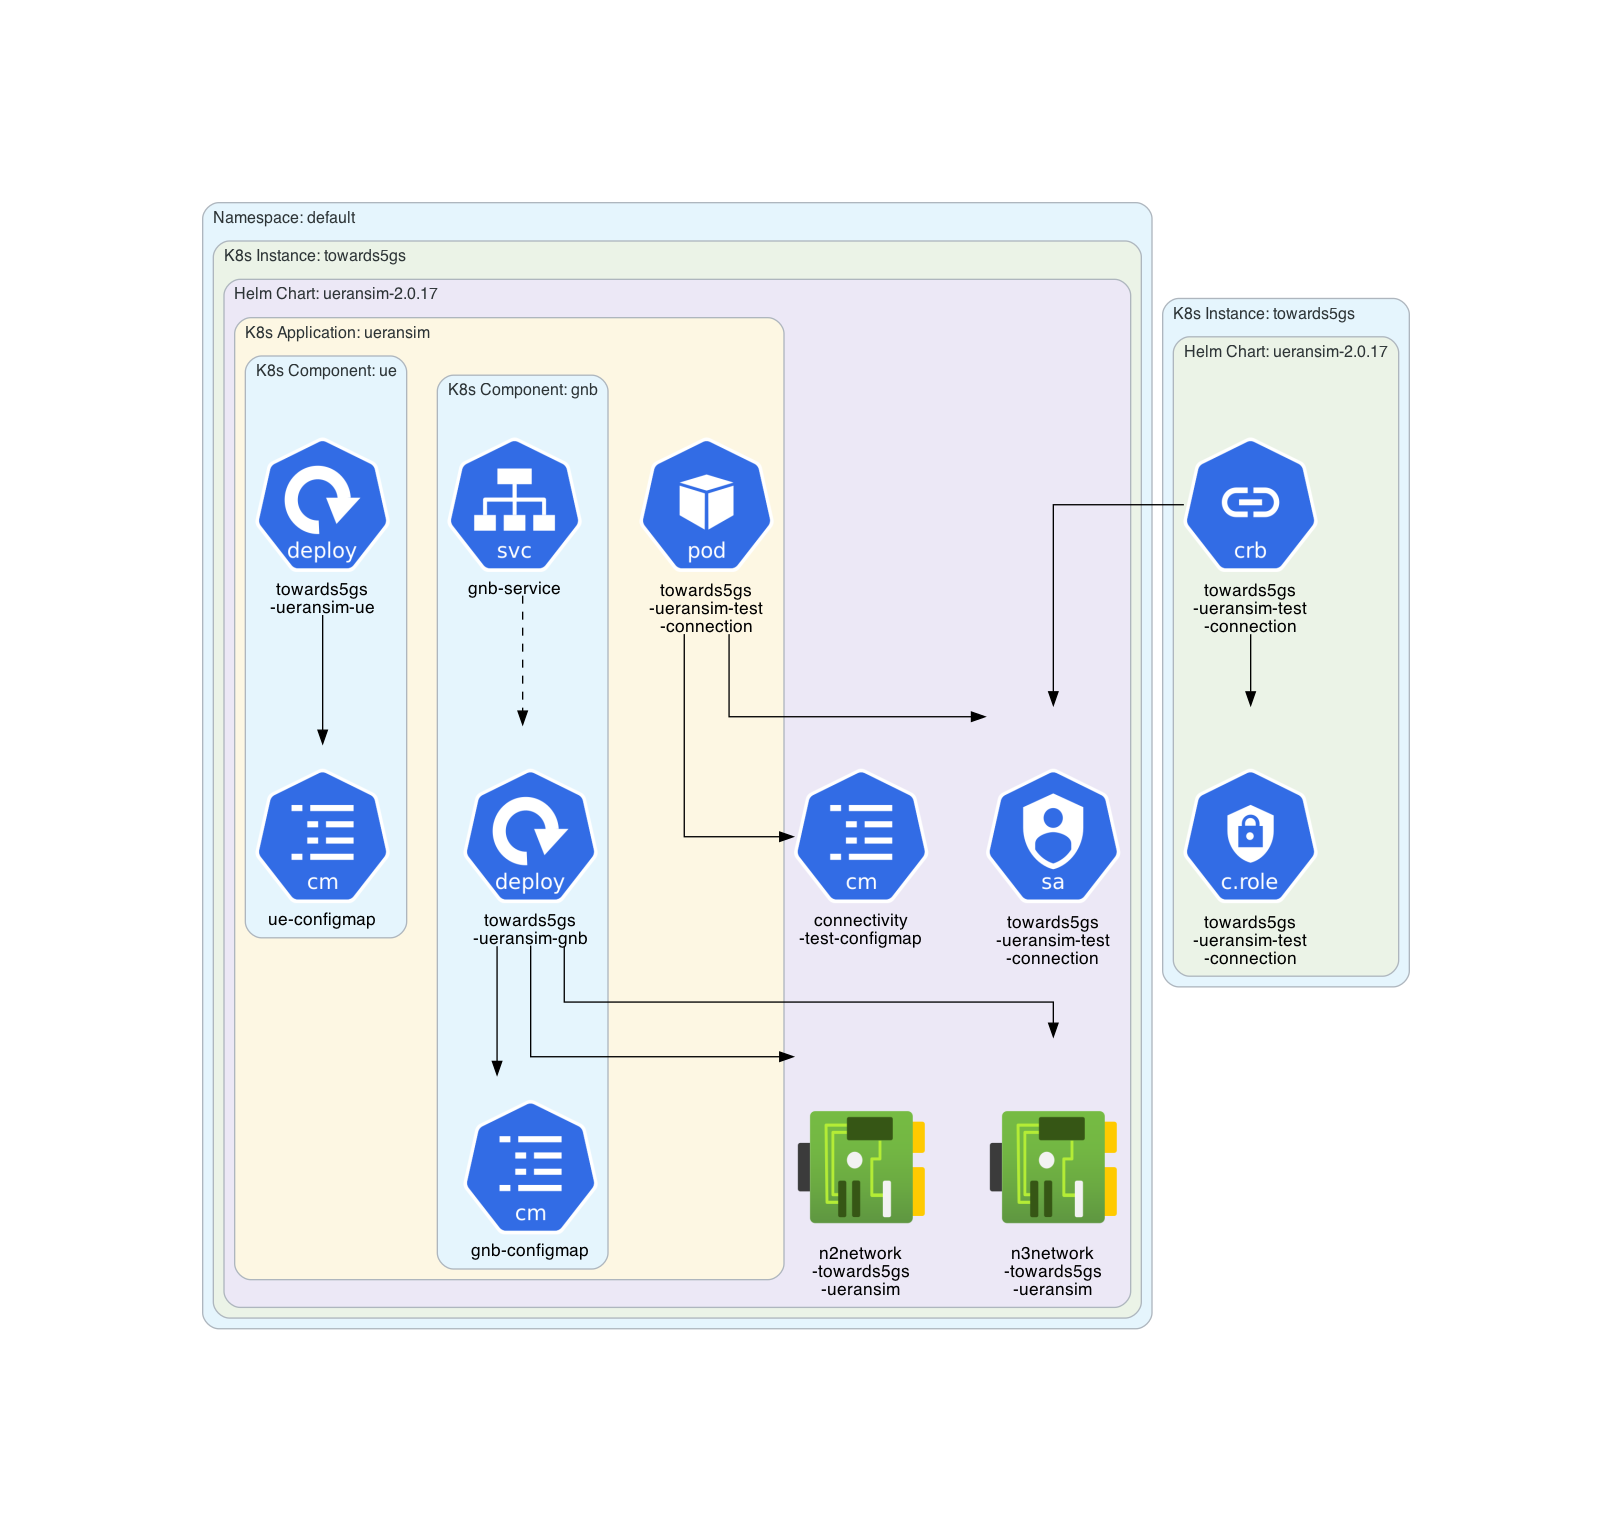 Namespace: default
K8s Instance: towards5gs
Helm Chart: ueransim-2.0.17
K8s Application: ueransim
K8s Component: ue
K8s Component: gnb
deploy
towards5gs
-ueransim-ue
svc
gnb-service
pod
towards5gs
-ueransim-test
-connection
cm
ue-configmap
deploy
towards5gs
-ueransim-gnb
cm
connectivity
-test-configmap
sa
towards5gs
-ueransim-test
-connection
cm
gnb-configmap
n2network
-towards5gs
-ueransim
n3network
-towards5gs
-ueransim
K8s Instance: towards5gs
Helm Chart: ueransim-2.0.17
crb
towards5gs
-ueransim-test
-connection
c.role
towards5gs
-ueransim-test
-connection